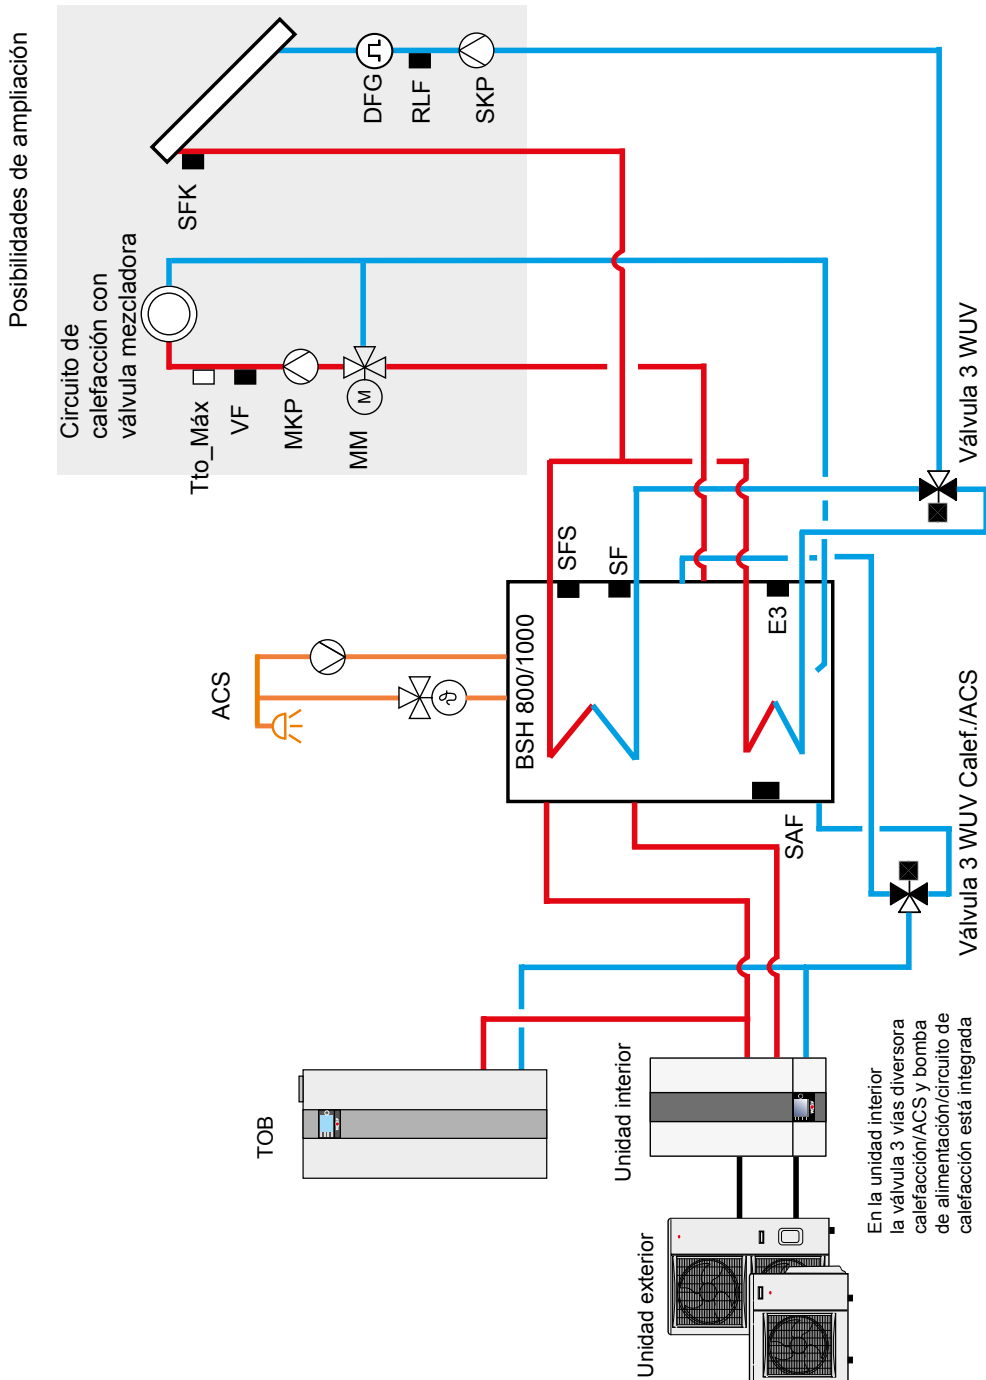 Posibilidades de ampliación
Circuito de
calefacción con
válvula mezcladora
Tto_Máx
VF
MKP
MM
M
SFK
DFG
RLF
SKP
ACS
BSH 800/1000
SFS
SF
E3
SAF
Válvula 3 WUV
Válvula 3 WUV Calef./ACS
TOB
Unidad interior
Unidad exterior
En la unidad interior
la válvula 3 vías diversora
calefacción/ACS y bomba
de alimentación/circuito de
calefacción está integrada
ϑ